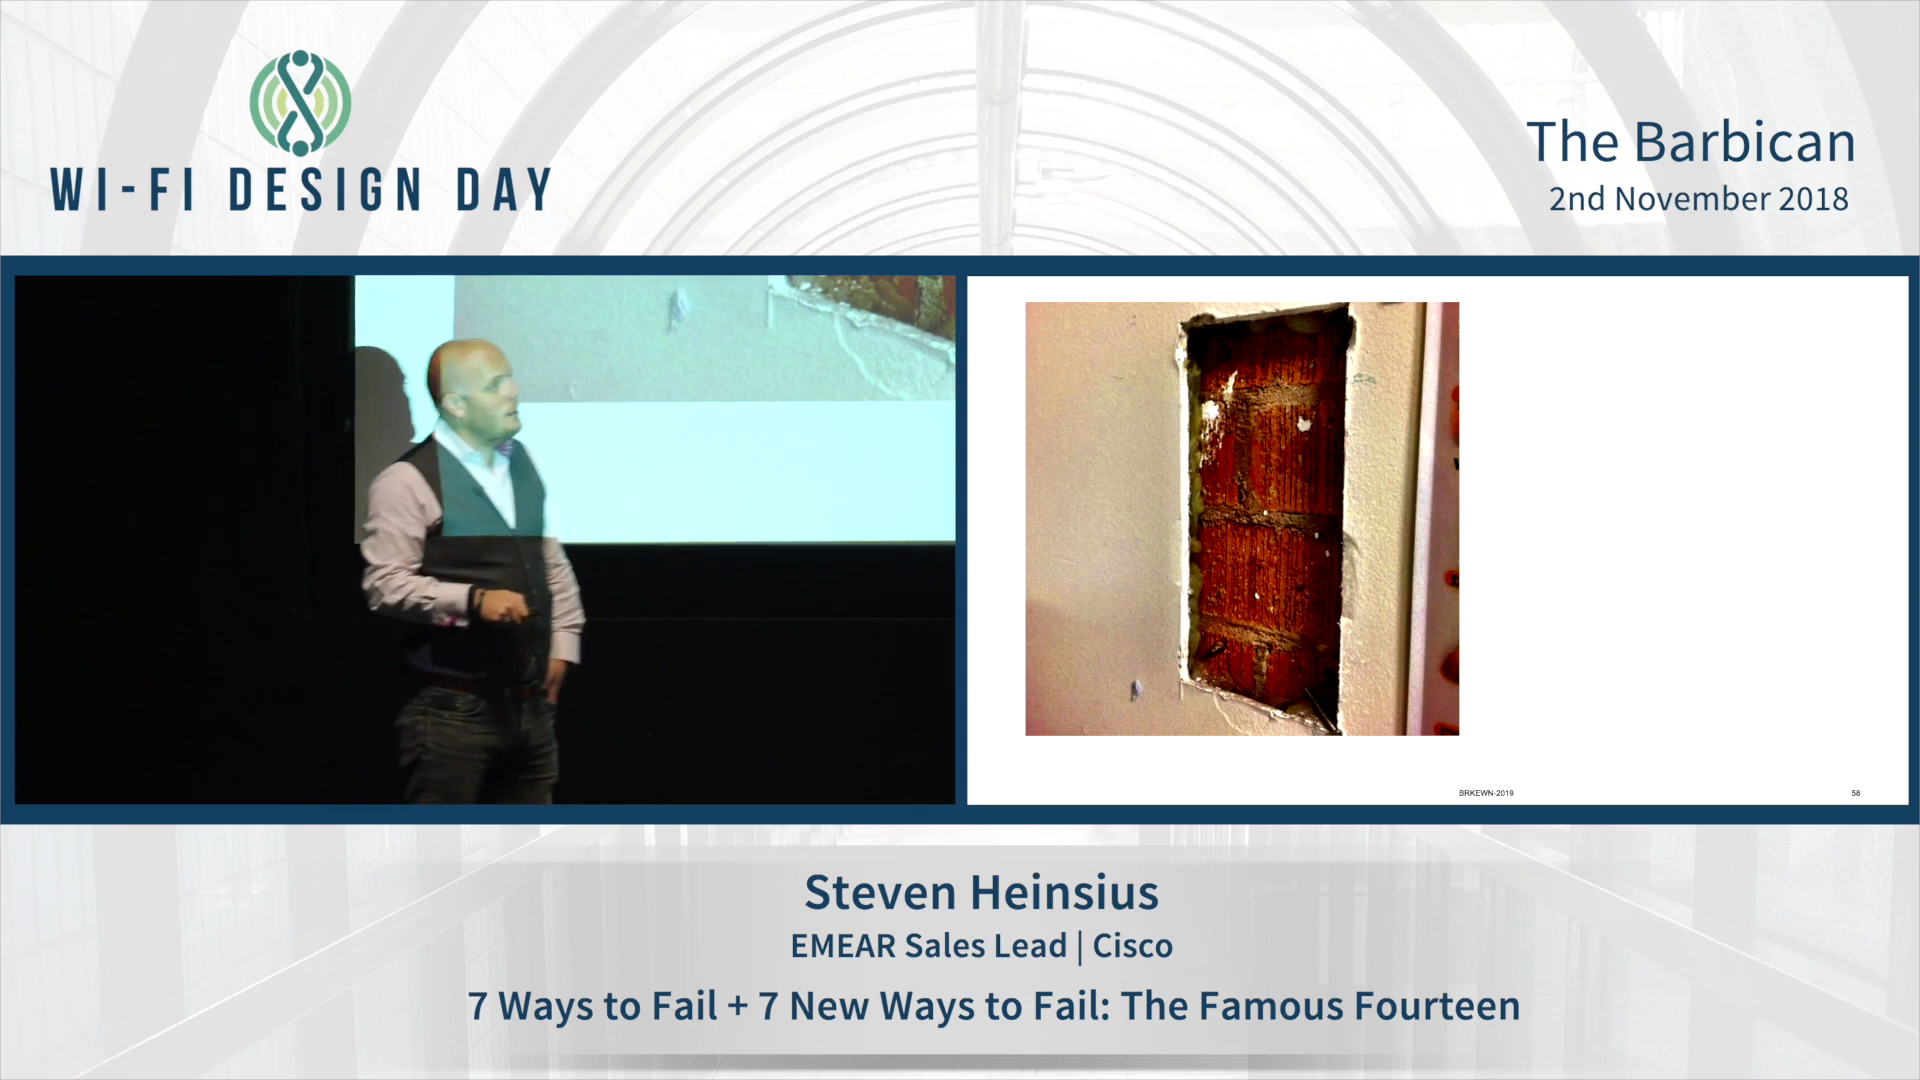 WI-FI DESIGN DAY
The Barbican
2nd November 2018
BRKEWN-2019
58
Steven Heinsius
EMEAR Sales Lead | Cisco
7 Ways to Fail + 7 New Ways to Fail: The Famous Fourteen